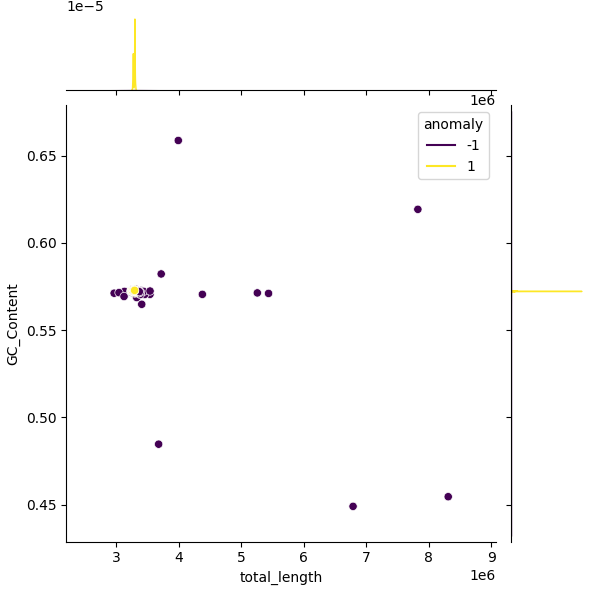 1e−5
1e6
anomaly
-1
1
0.65
0.60
0.55
0.50
0.45
GC_Content
3 4 5 6 7 8 9
total_length
1e6